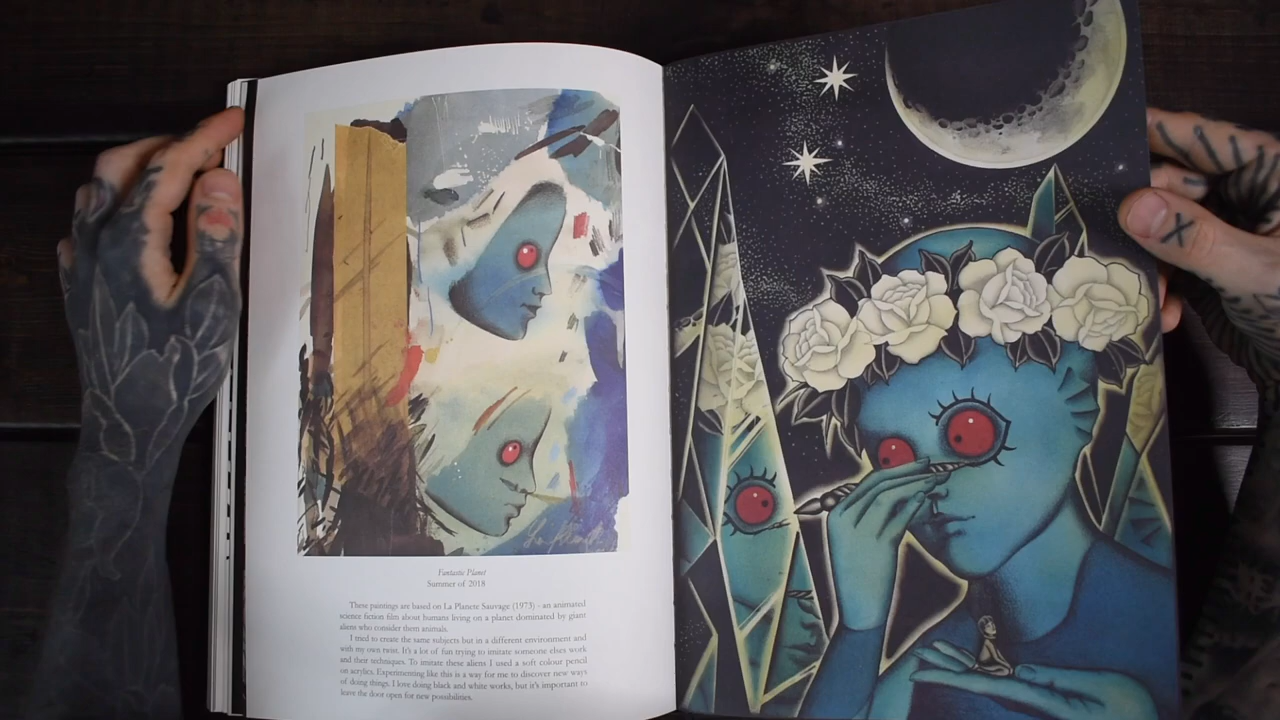 Fantastic Planet
Summer of 2018
These paintings are based on La Planete Sauvage (1973) - an animated
science fiction film about humans living on a planet dominated by giant
aliens who consider them animals.
I tried to create the same subjects but in a different environment and
with my own twist. It's a lot of fun trying to imitate someone elses work
and their techniques. To imitate these aliens I used a soft colour pencil
on acrylics. Experimenting like this is a way for me to discover new ways
of doing things. I love doing black and white works, but it's important to
leave the door open for new possibilities.
X